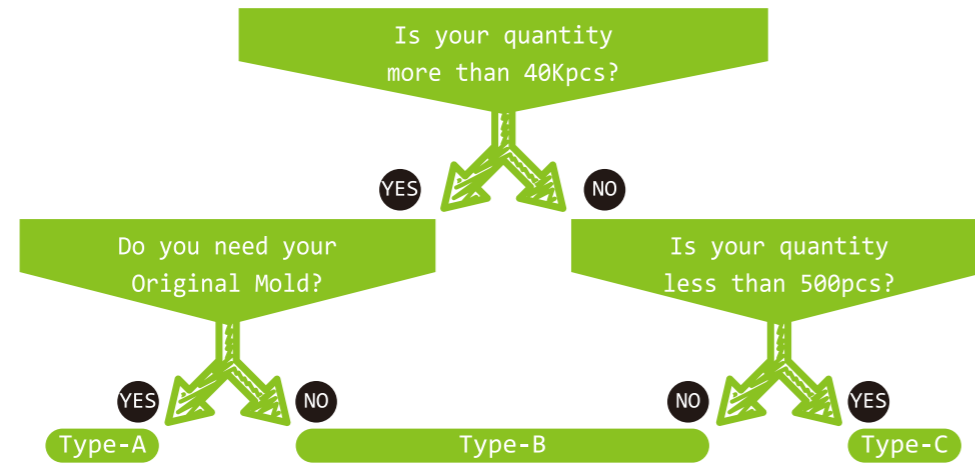 Is your quantity
more than 40Kpcs?
YES
NO
Do you need your
Original Mold?
Is your quantity
less than 500pcs?
YES
NO
NO
YES
Type-A
Type-B
Type-C